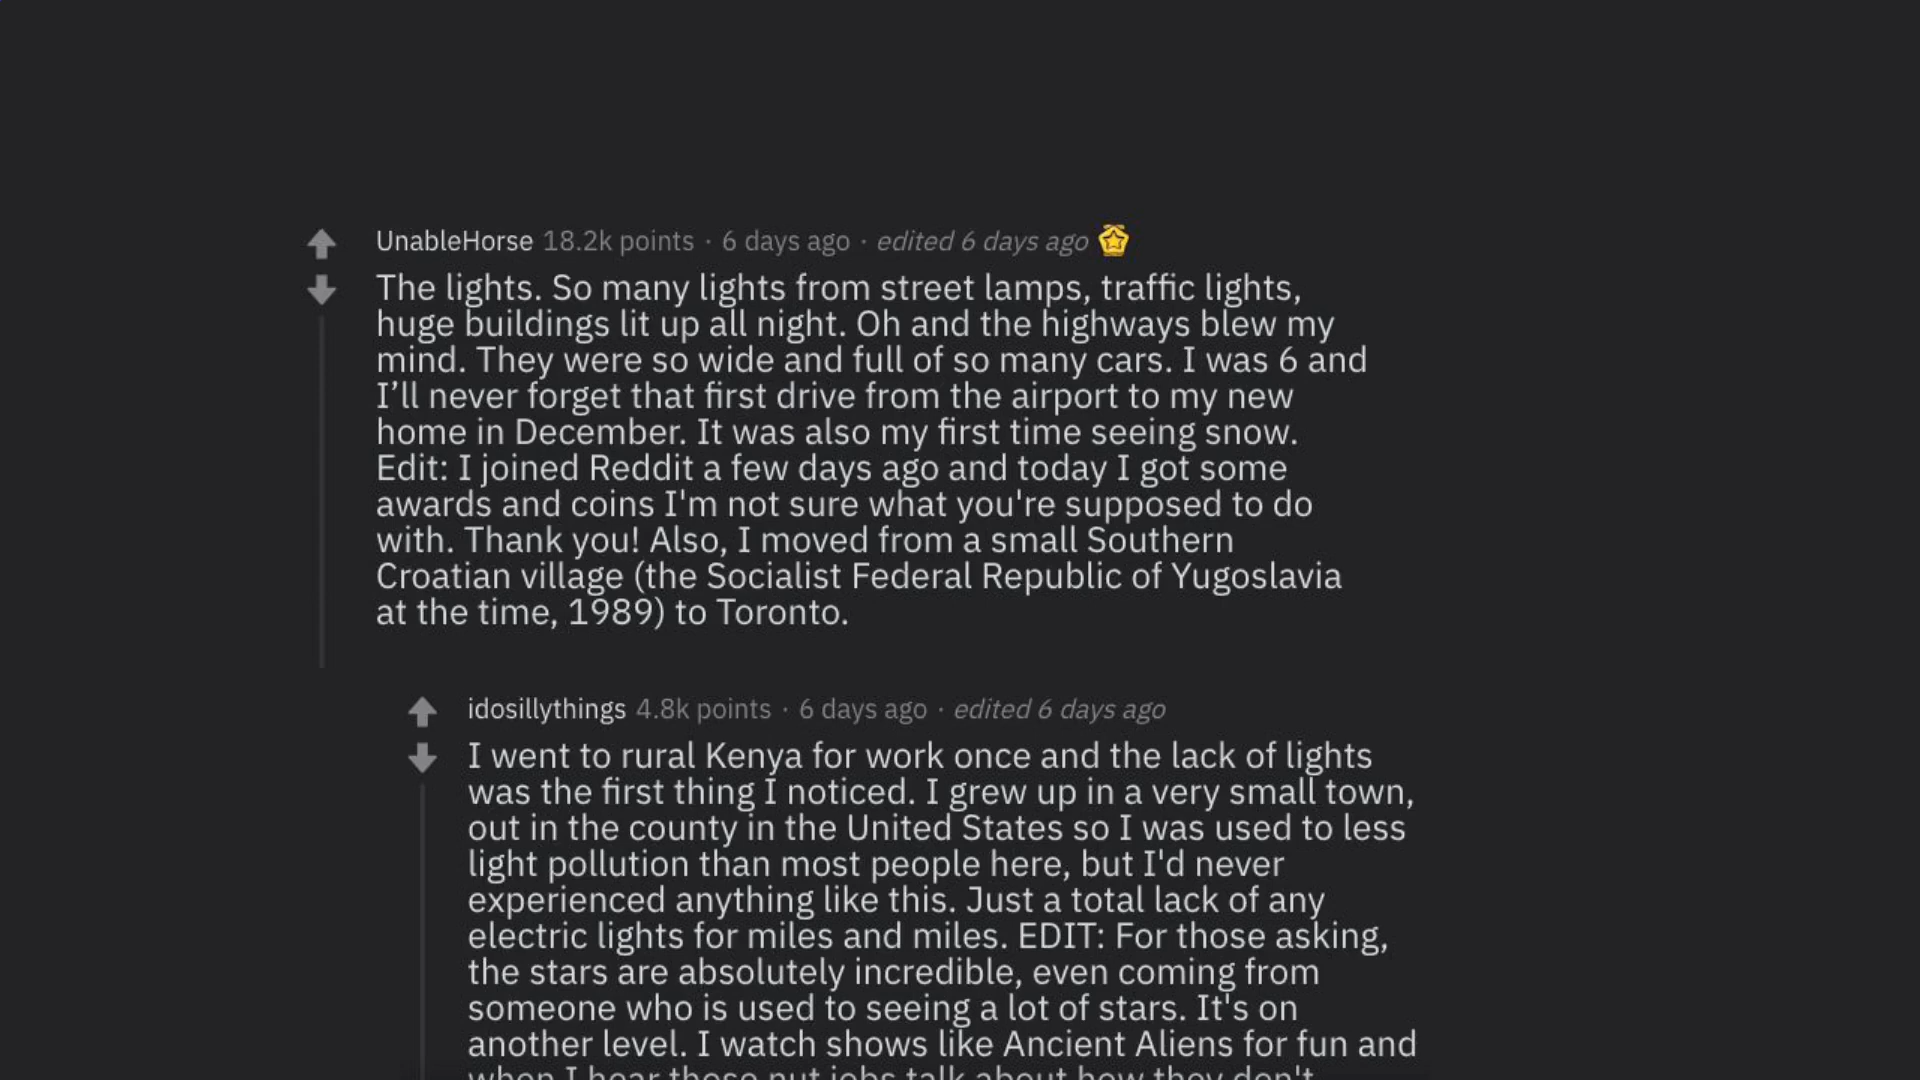 UnableHorse 18.2k points · 6 days ago · edited 6 days ago
The lights. So many lights from street lamps, traffic lights,
huge buildings lit up all night. Oh and the highways blew my
mind. They were so wide and full of so many cars. I was 6 and
I’ll never forget that first drive from the airport to my new
home in December. It was also my first time seeing snow.
Edit: I joined Reddit a few days ago and today I got some
awards and coins I'm not sure what you're supposed to do
with. Thank you! Also, I moved from a small Southern
Croatian village (the Socialist Federal Republic of Yugoslavia
at the time, 1989) to Toronto.
idosillythings 4.8k points · 6 days ago · edited 6 days ago
I went to rural Kenya for work once and the lack of lights
was the first thing I noticed. I grew up in a very small town,
out in the county in the United States so I was used to less
light pollution than most people here, but I'd never
experienced anything like this. Just a total lack of any
electric lights for miles and miles. EDIT: For those asking,
the stars are absolutely incredible, even coming from
someone who is used to seeing a lot of stars. It's on
another level. I watch shows like Ancient Aliens for fun and
when I hear those nut jobs talk about how they don't